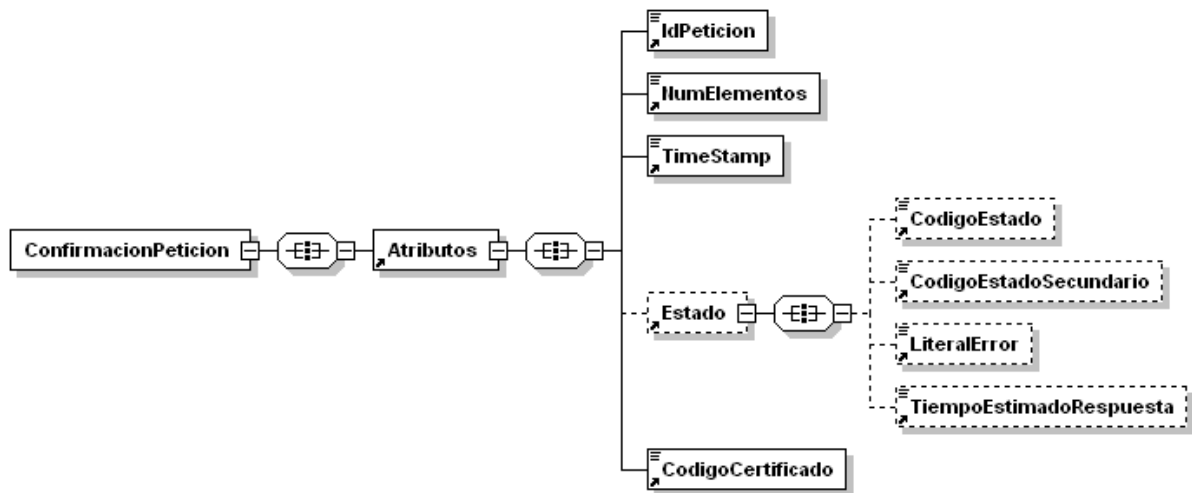 IdPeticion
NumElementos
TimeStamp
CodigoEstado
ConfirmacionPeticion
Atributos
CodigoEstadoSecundario
Estado
LiteralError
TiempoEstimadoRespuesta
CodigoCertificado